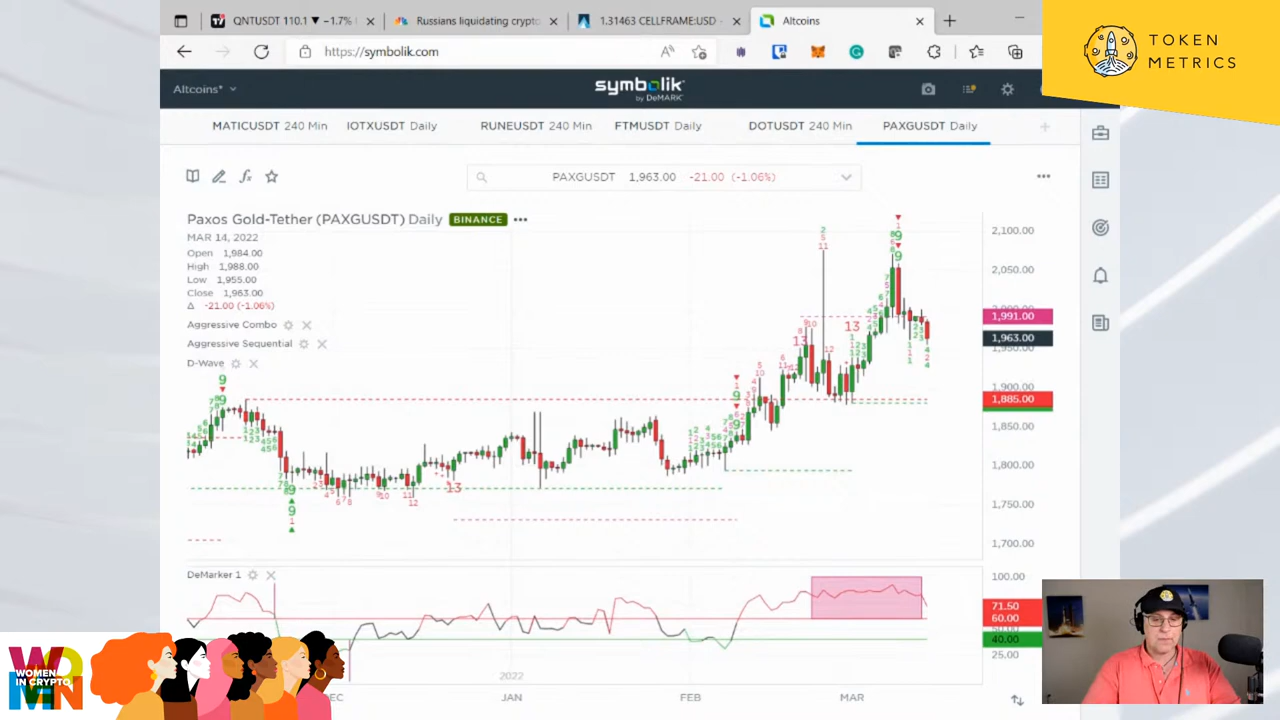 QNTUSDT 110.1 ▼ −1.7%
Russians liquidating crypto
1.31463 CELLFRAME:USD
Altcoins
https://symbolik.com
TOKEN
METRICS
Altcoins*
symbolik
by DeMARK
MATICUSDT 240 Min
IOTXUSDT Daily
RUNEUSDT 240 Min
FTMUSDT Daily
DOTUSDT 240 Min
PAXGUSDT Daily
PAXGUSDT 1,963.00 -21.00 (-1.06%)
Paxos Gold-Tether (PAXGUSDT) Daily BINANCE
MAR 14, 2022
Open 1,984.00
High 1,988.00
Low 1,955.00
Close 1,963.00
Δ -21.00 (-1.06%)
Aggressive Combo
Aggressive Sequential
D-Wave
2,100.00
2,050.00
1,991.00
1,963.00
1,950.00
1,900.00
1,885.00
1,850.00
1,800.00
1,750.00
1,700.00
13
13
13
DeMarker 1
100.00
71.50
60.00
40.00
25.00
2022
JAN
FEB
MAR
WOMEN
IN CRYPTO